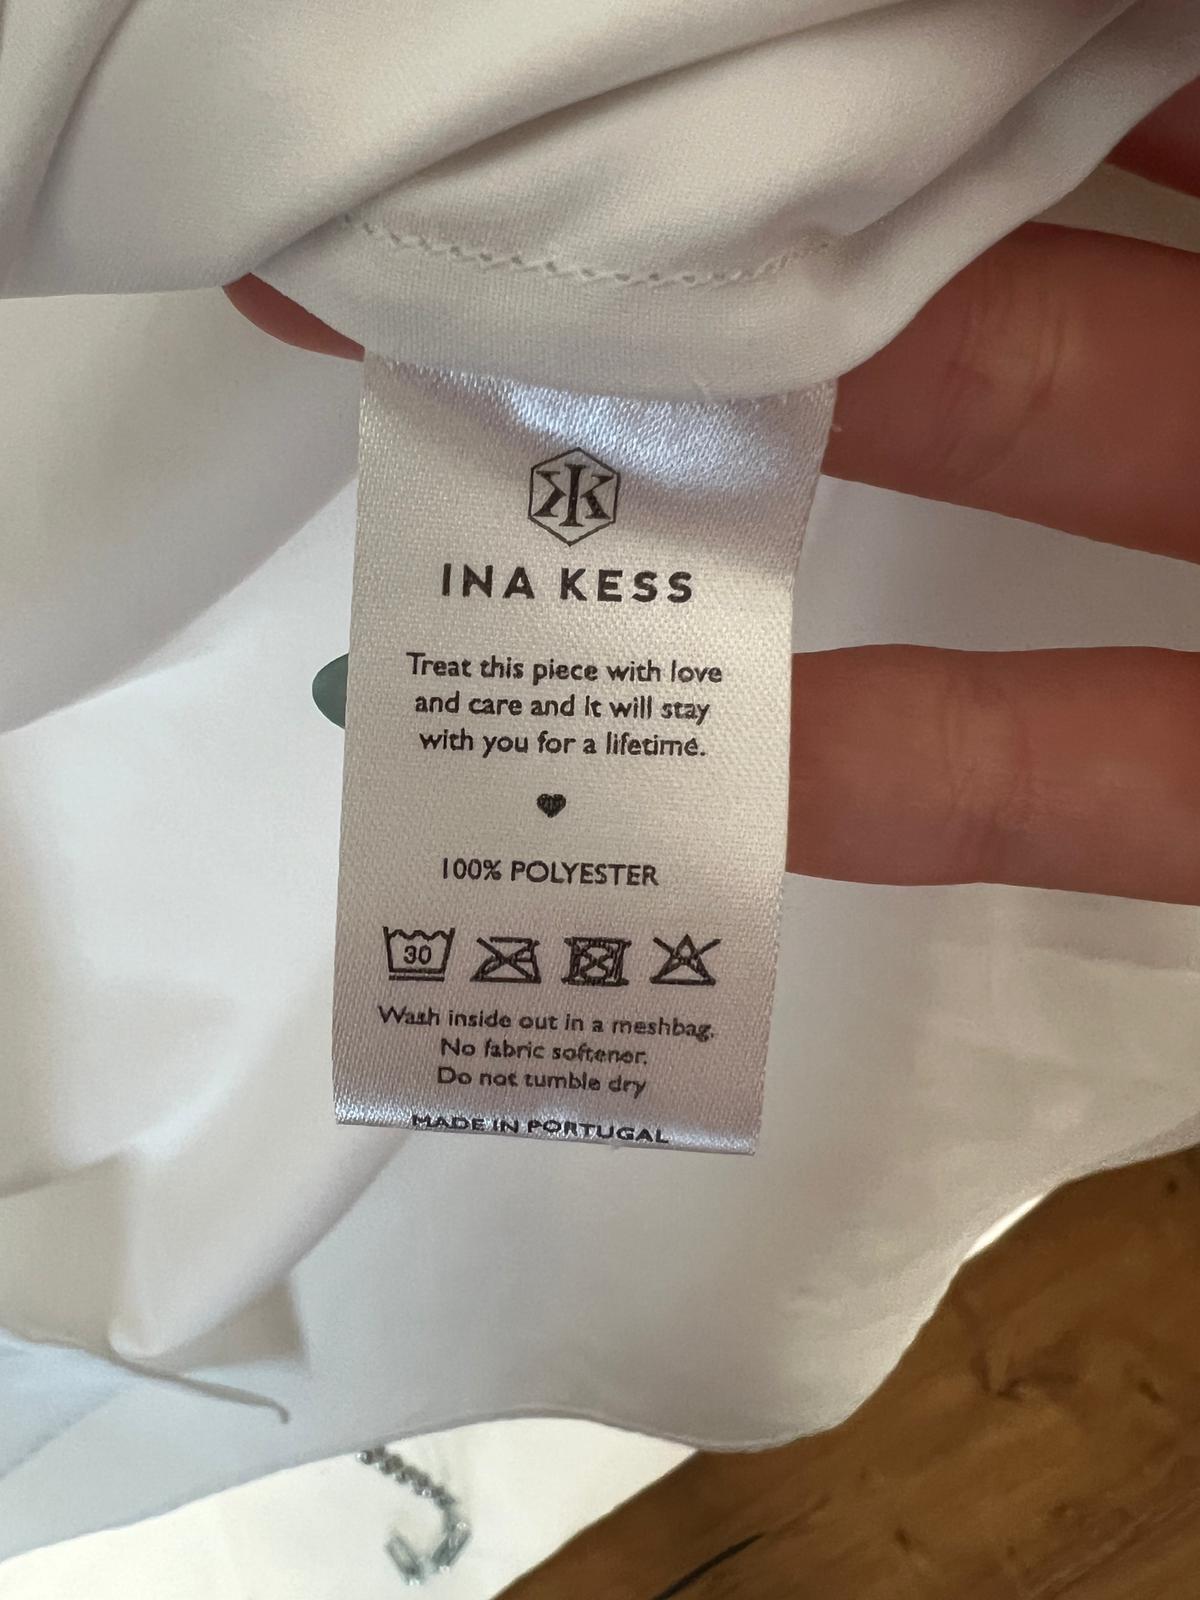 INA KESS
Treat this piece with love
and care and it will stay
with you for a lifetime.
100% POLYESTER
30
Wash inside out in a meshbag.
No fabric softener.
Do not tumble dry
MADE IN PORTUGAL